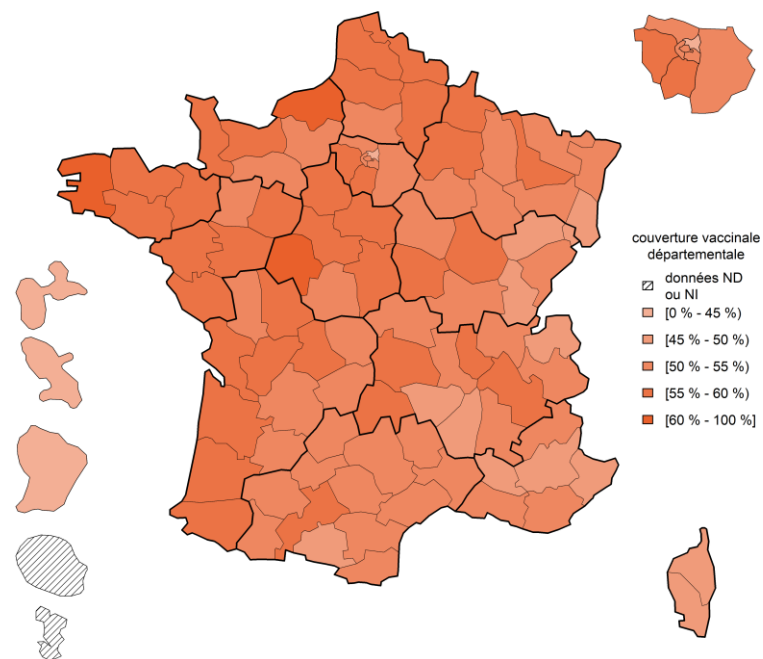 couverture vaccinale
départementale
données ND
ou NI
[0 % - 45 %)
[45 % - 50 %)
[50 % - 55 %)
[55 % - 60 %)
[60 % - 100 %]